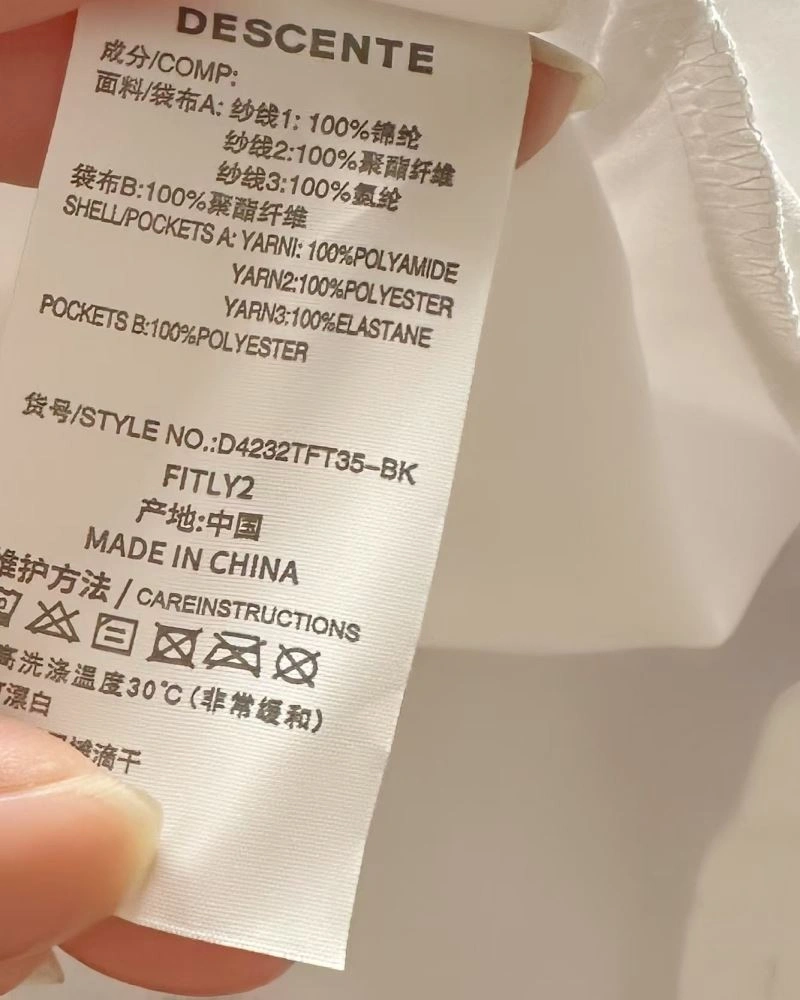 DESCENTE
成分/COMP:
面料/袋布A: 纱线1: 100%锦纶
纱线2:100%聚酯纤维
纱线3:100%氨纶
袋布B:100%聚酯纤维
SHELL/POCKETS A: YARNI: 100%POLYAMIDE
YARN2:100%POLYESTER
YARN3:100%ELASTANE
POCKETS B:100%POLYESTER
货号/STYLE NO.:D4232TFT35-BK
FITLY2
产地:中国
MADE IN CHINA
维护方法 / CAREINSTRUCTIONS
高洗涤温度30℃(非常缓和)
漂白
摊滴干